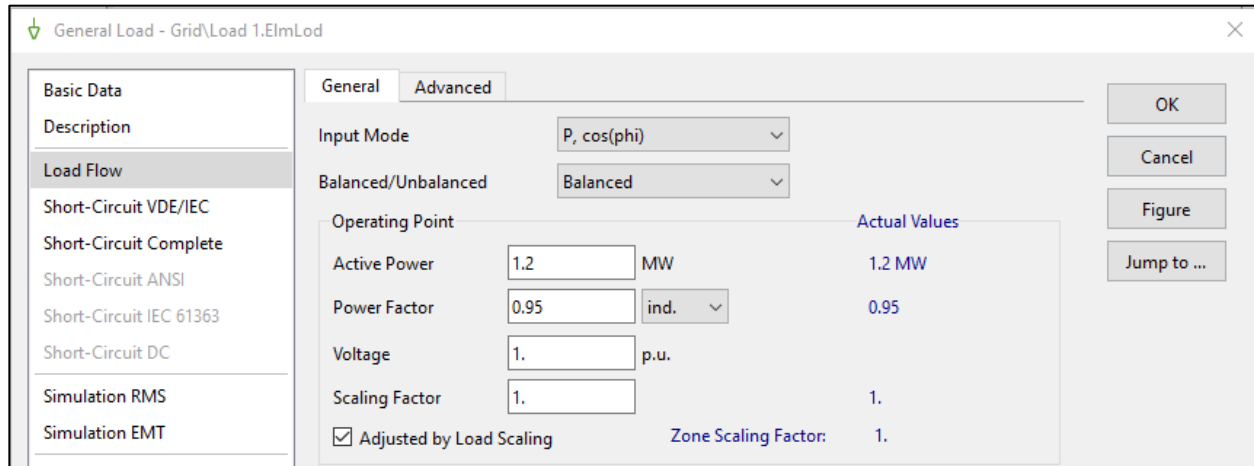 General Load - Grid\Load 1.ElmLod
Basic Data
Description
Load Flow
Short-Circuit VDE/IEC
Short-Circuit Complete
Short-Circuit ANSI
Short-Circuit IEC 61363
Short-Circuit DC
Simulation RMS
Simulation EMT
General Advanced
Input Mode P, cos(phi)
Balanced/Unbalanced Balanced
Operating Point Actual Values
Active Power 1.2 MW 1.2 MW
Power Factor 0.95 ind. 0.95
Voltage 1. p.u.
Scaling Factor 1. 1.
Adjusted by Load Scaling Zone Scaling Factor: 1.
OK
Cancel
Figure
Jump to ...